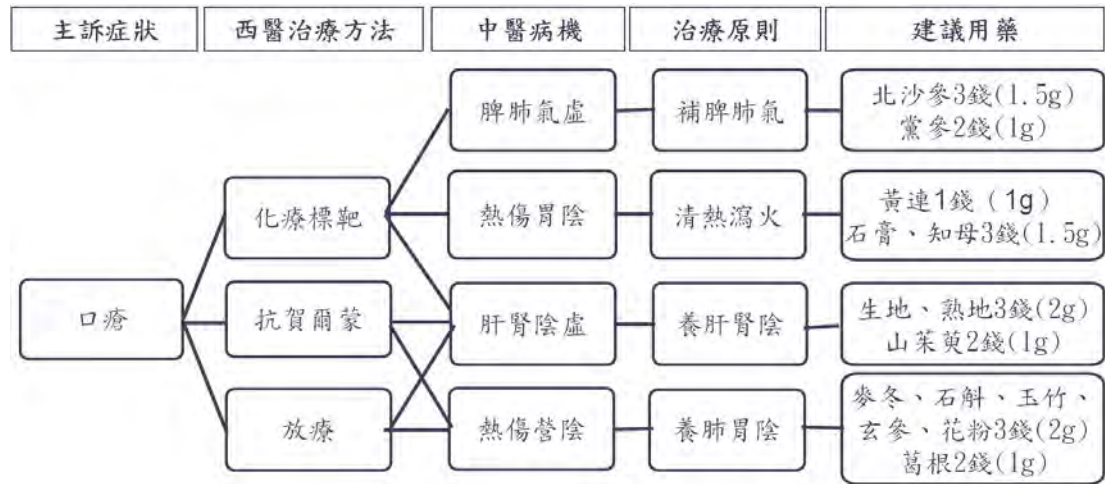 主訴症狀
西醫治療方法
中醫病機
治療原則
建議用藥
口瘡
化療標靶
抗賀爾蒙
放療
脾肺氣虛
熱傷胃陰
肝腎陰虛
熱傷營陰
補脾肺氣
清熱瀉火
養肝腎陰
養肺胃陰
北沙參3錢(1.5g)
黨參2錢(1g)
黃連1錢（1g）
石膏、知母3錢(1.5g)
生地、熟地3錢(2g)
山茱萸2錢(1g)
麥冬、石斛、玉竹、
玄參、花粉3錢(2g)
葛根2錢(1g)